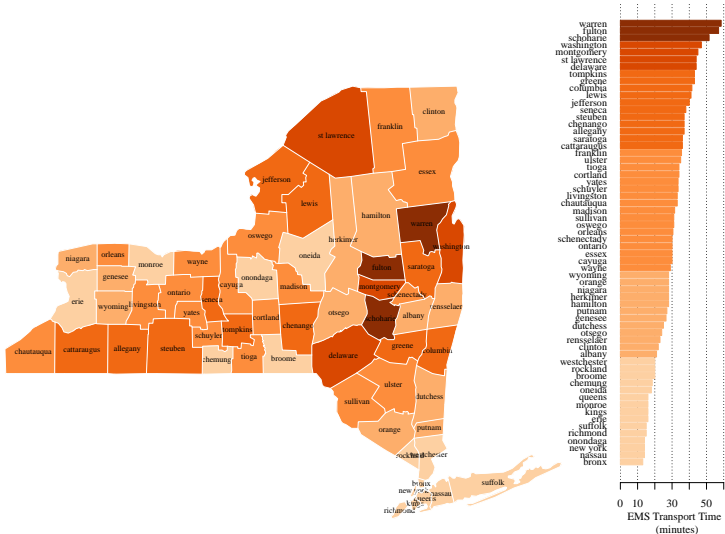 clinton
franklin
st lawrence
essex
jefferson
lewis
hamilton
warren
washington
oswego
herkimer
oneida
fulton
saratoga
niagara
orleans
monroe
wayne
genesee
onondaga
cayuga
madison
montgomery
schenectady
erie
wyoming
livingston
ontario
seneca
yates
cortland
chenango
otsego
schoharie
albany
rensselaer
chautauqua
cattaraugus
allegany
steuben
schuyler
tompkins
chemung
tioga
broome
delaware
greene
columbia
ulster
sullivan
dutchess
orange
putnam
rockland
westchester
bronx
new york
nassau
queens
kings
richmond
suffolk
warren
fulton
schoharie
washington
montgomery
st lawrence
delaware
tompkins
greene
columbia
lewis
jefferson
seneca
steuben
chenango
allegany
saratoga
cattaraugus
franklin
ulster
tioga
cortland
yates
schuyler
livingston
chautauqua
madison
sullivan
oswego
orleans
schenectady
ontario
essex
cayuga
wayne
wyoming
orange
niagara
herkimer
hamilton
putnam
genesee
dutchess
otsego
rensselaer
clinton
albany
westchester
rockland
broome
chemung
oneida
queens
monroe
kings
erie
suffolk
richmond
onondaga
new york
nassau
bronx
0 10 30 50
EMS Transport Time
(minutes)